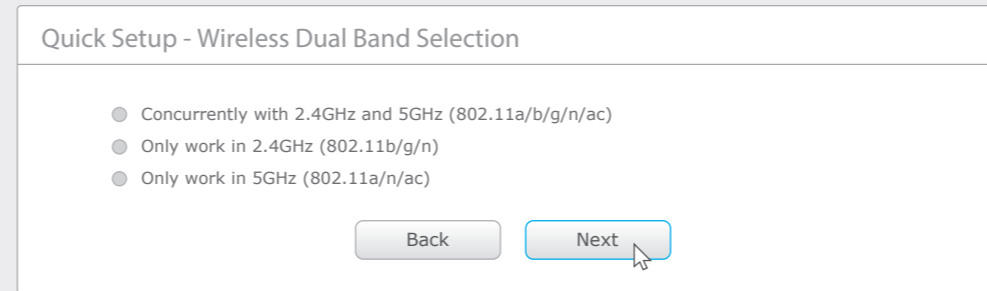 Quick Setup - Wireless Dual Band Selection
Concurrently with 2.4GHz and 5GHz (802.11a/b/g/n/ac)
Only work in 2.4GHz (802.11b/g/n)
Only work in 5GHz (802.11a/n/ac)
Back Next